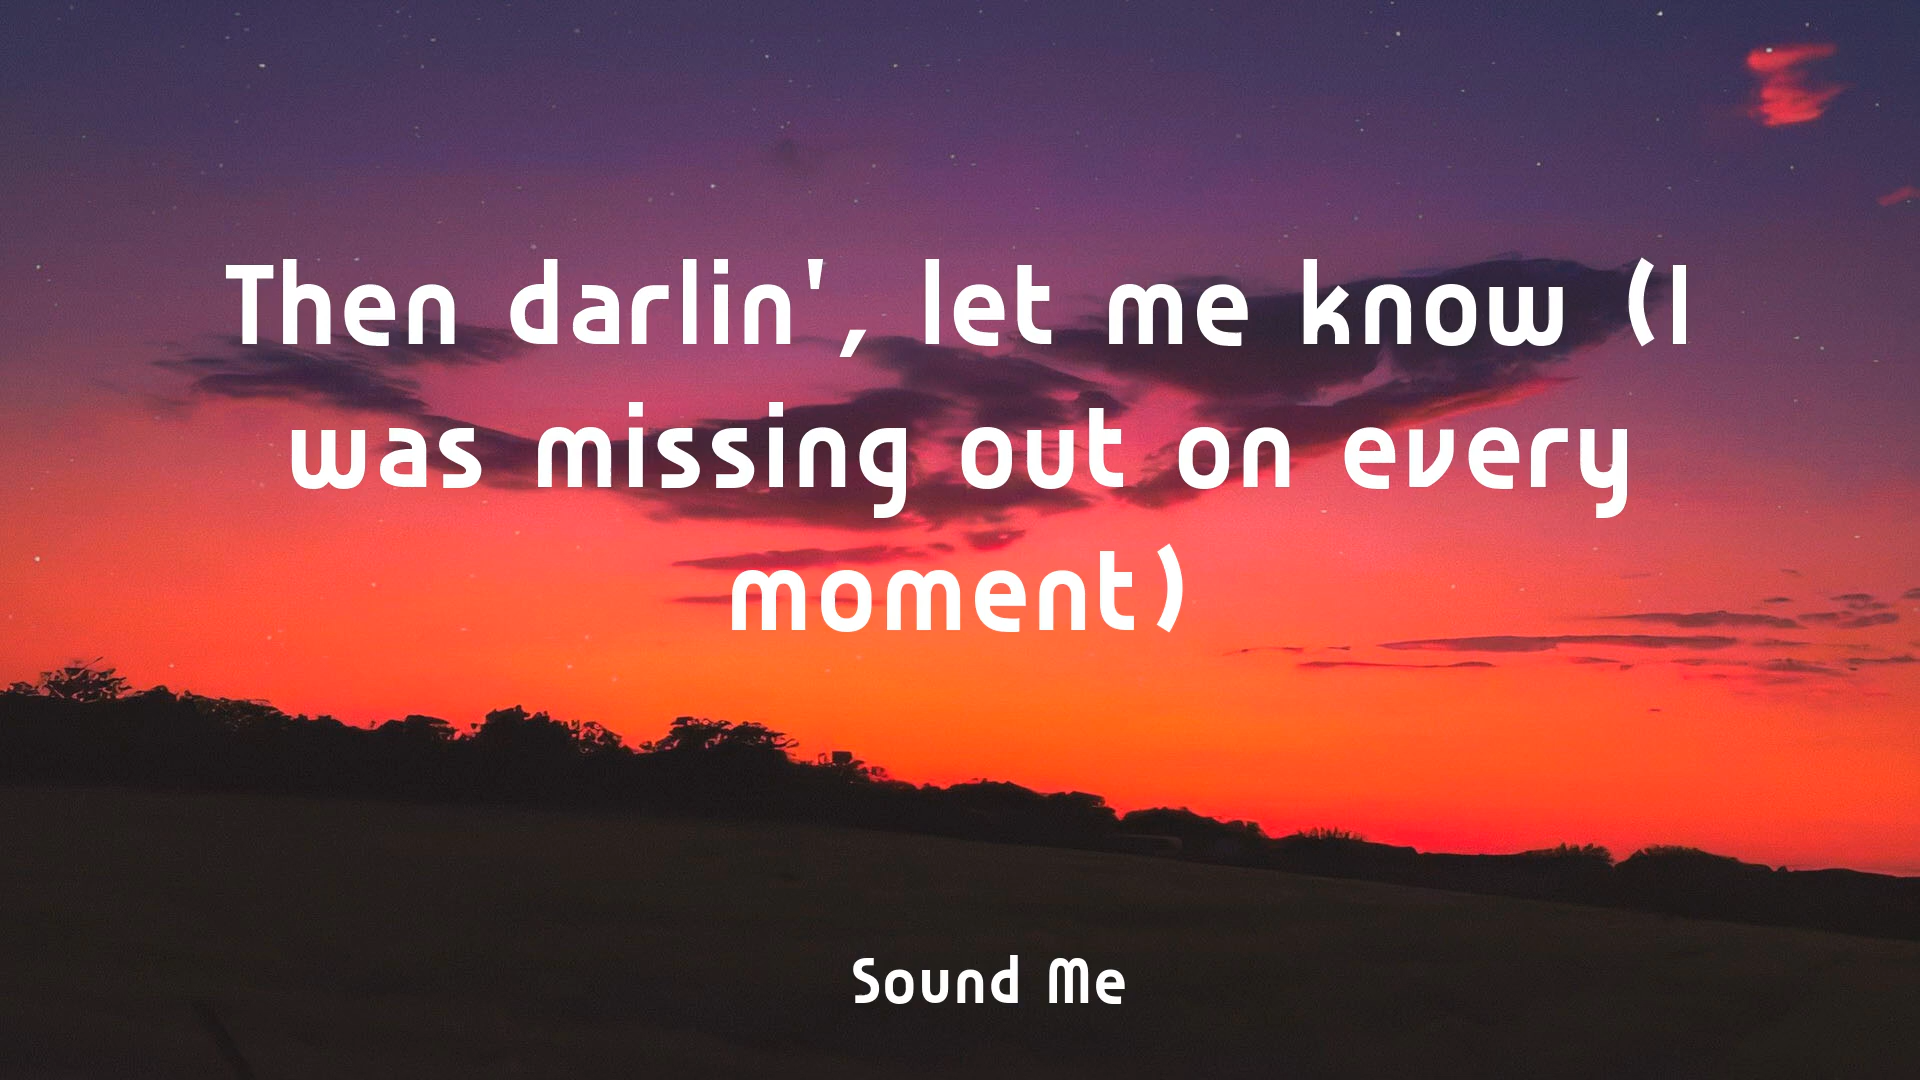 Then darlin', let me know (I
was missing out on every
moment)
Sound Me